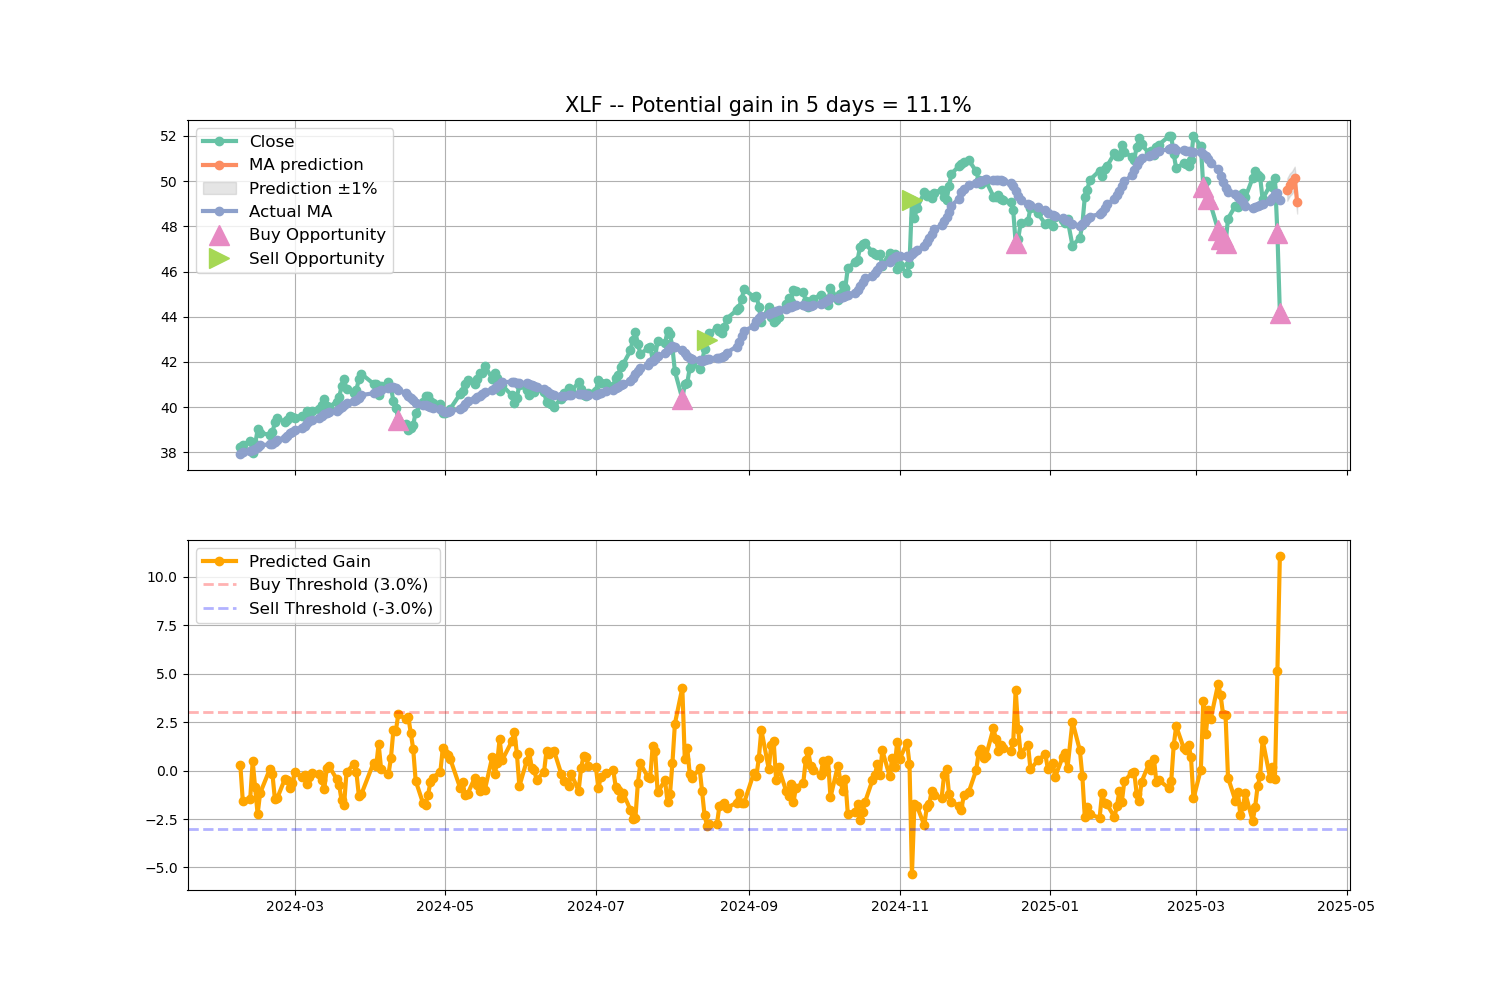 XLF -- Potential gain in 5 days = 11.1%
52
50
48
46
44
42
40
38
Close
MA prediction
Prediction ±1%
Actual MA
Buy Opportunity
Sell Opportunity
10.0
7.5
5.0
2.5
0.0
−2.5
−5.0
Predicted Gain
Buy Threshold (3.0%)
Sell Threshold (-3.0%)
2024-03 2024-05 2024-07 2024-09 2024-11 2025-01 2025-03 2025-05